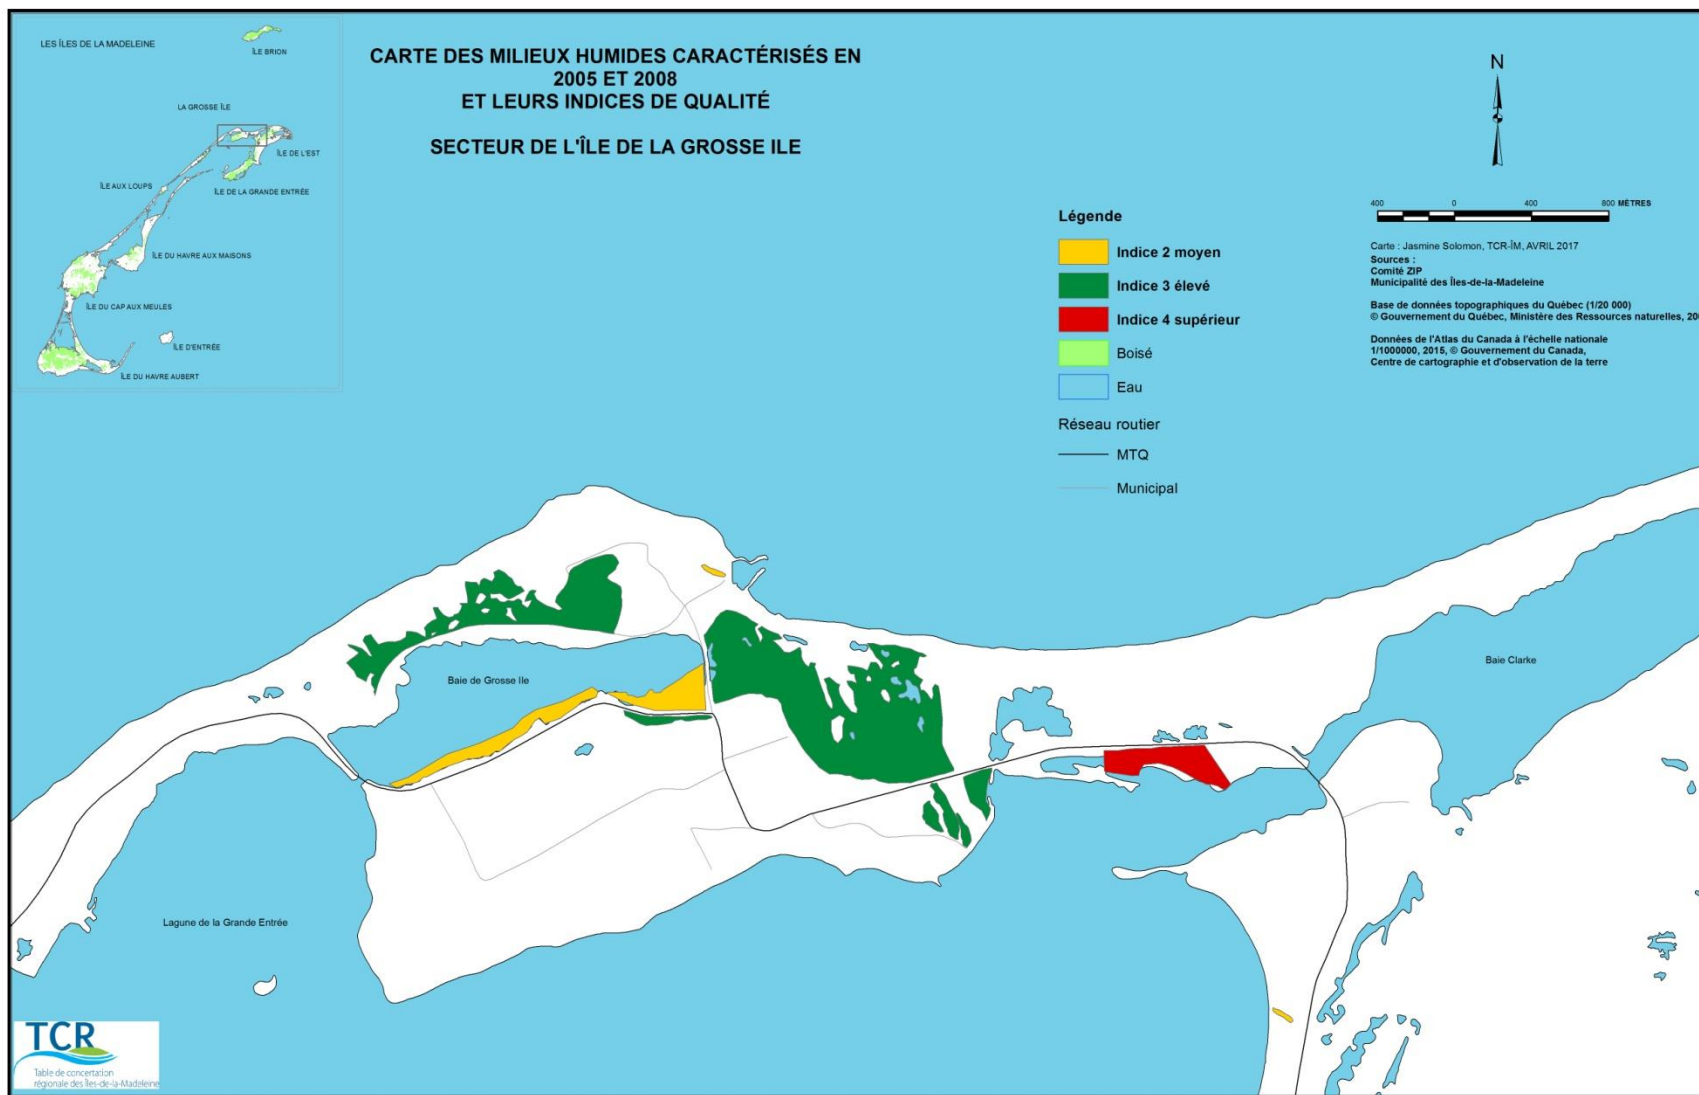 LES ÎLES DE LA MADELEINE
ÎLE BRION
LA GROSSE ÎLE
ÎLE DE L'EST
ÎLE AUX LOUPS
ÎLE DE LA GRANDE ENTRÉE
ÎLE DU HAVRE AUX MAISONS
ÎLE DU CAP AUX MEULES
ÎLE D'ENTRÉE
ÎLE DU HAVRE AUBERT
CARTE DES MILIEUX HUMIDES CARACTÉRISÉS EN
2005 ET 2008
ET LEURS INDICES DE QUALITÉ
SECTEUR DE L'ÎLE DE LA GROSSE ILE
N
400 0 400 800 MÈTRES
Légende
Indice 2 moyen
Indice 3 élevé
Indice 4 supérieur
Boisé
Eau
Réseau routier
MTQ
Municipal
Carte : Jasmine Solomon, TCR-ÎM, AVRIL 2017
Sources :
Comité ZIP
Municipalité des Îles-de-la-Madeleine
Base de données topographiques du Québec (1/20 000)
© Gouvernement du Québec, Ministère des Ressources naturelles,
Données de l'Atlas du Canada à l'échelle nationale
1/1000000, 2015, © Gouvernement du Canada,
Centre de cartographie et d'observation de la terre
Baie Clarke
Baie de Grosse Ile
Lagune de la Grande Entrée
TCR
Table de concertation
régionale des Îles-de-la-Madeleine